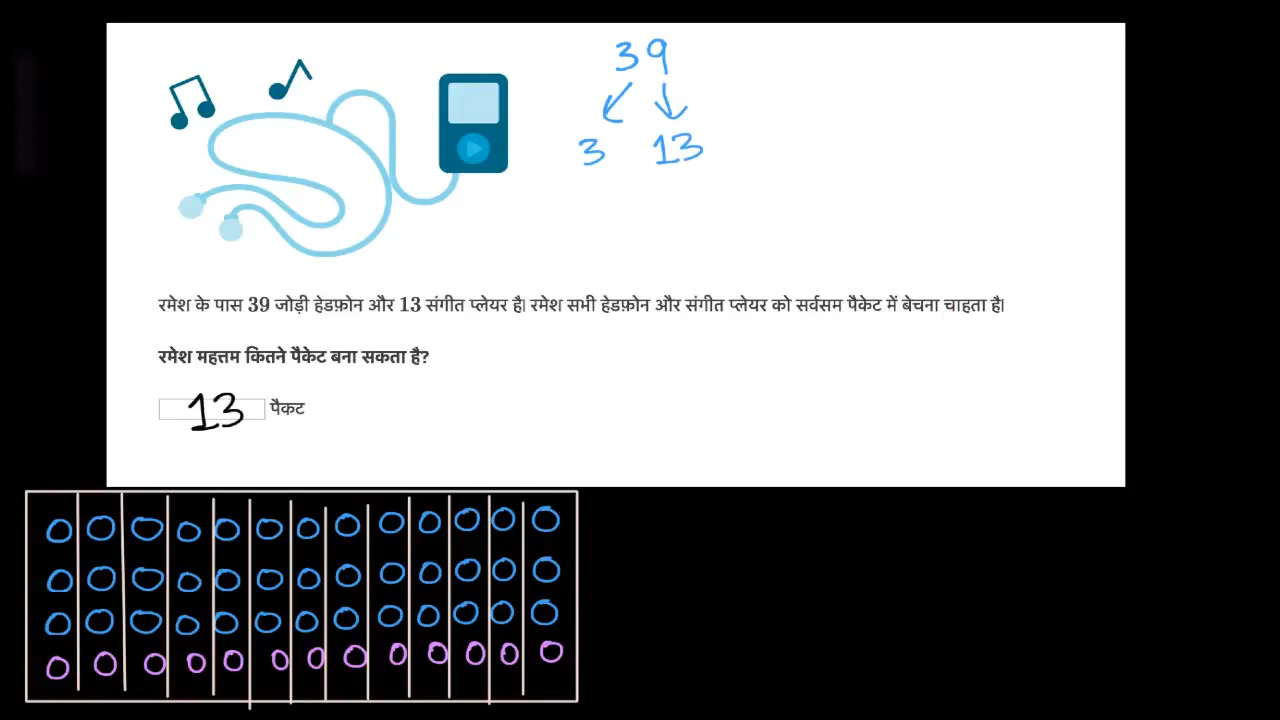 39
3 13
रमेश के पास 39 जोड़ी हेडफ़ोन और 13 संगीत प्लेयर है। रमेश सभी हेडफ़ोन और संगीत प्लेयर को सर्वसम पैकेट में बेचना चाहता है।
रमेश महत्तम कितने पैकेट बना सकता है?
13 पैकट